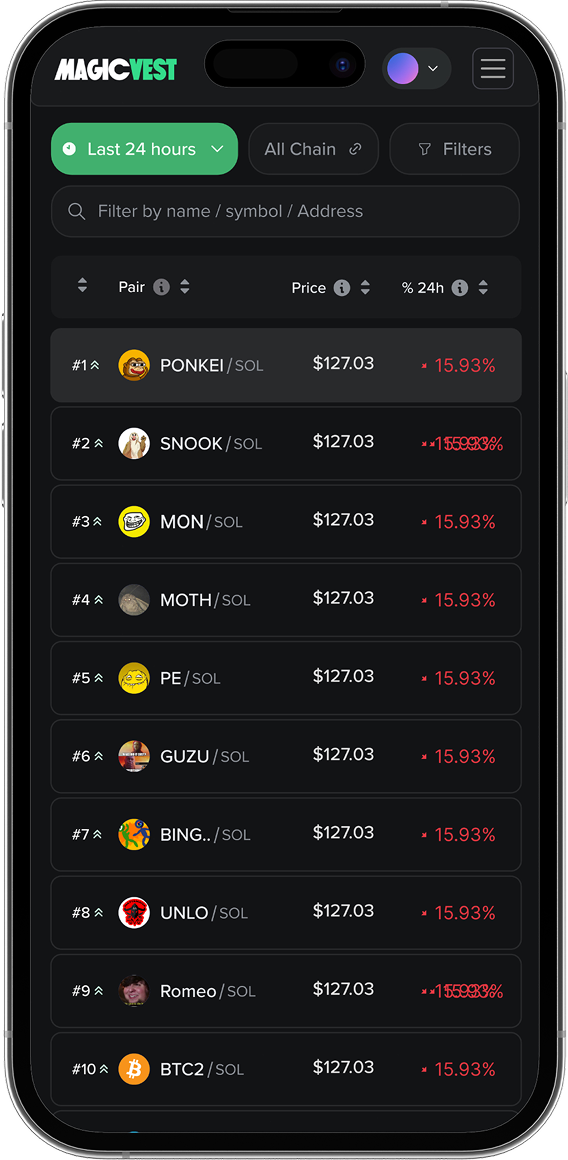 MAGICVEST
Last 24 hours
All Chain
Filters
Filter by name / symbol / Address
Pair Price % 24h
#1 PONKEI/SOL $127.03 15.93%
#2 SNOOK/SOL $127.03
#3 MON/SOL $127.03 15.93%
#4 MOTH/SOL $127.03 15.93%
#5 PE/SOL $127.03 15.93%
#6 GUZU/SOL $127.03 15.93%
#7 BING../SOL $127.03 15.93%
#8 UNLO/SOL $127.03 15.93%
#9 Romeo/SOL $127.03
#10 BTC2/SOL $127.03 15.93%